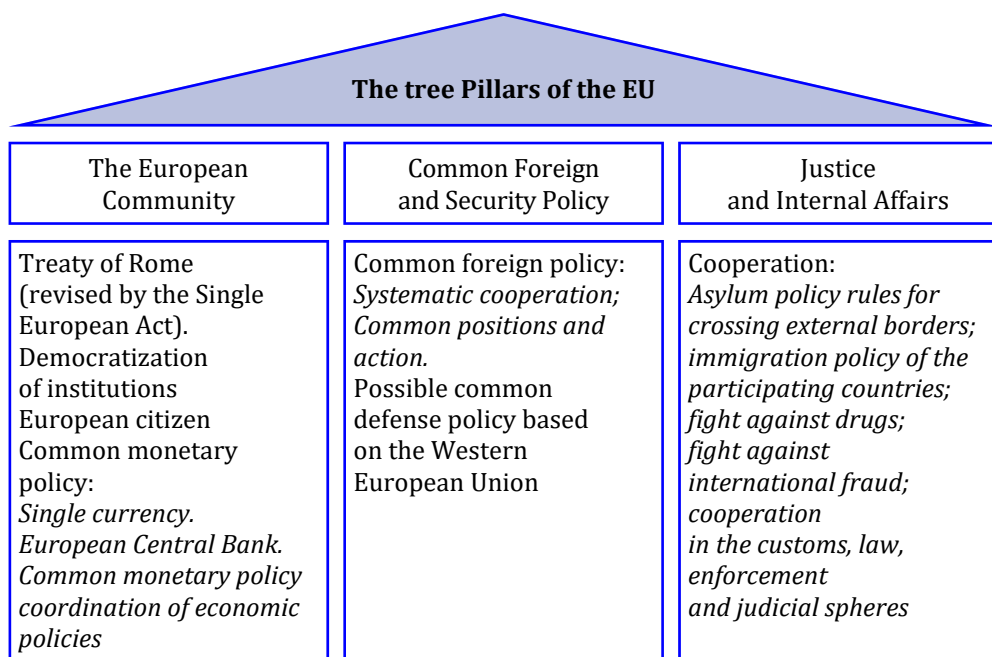 The tree Pillars of the EU
The European
Community
Common Foreign
and Security Policy
Justice
and Internal Affairs
Treaty of Rome
(revised by the Single
European Act).
Democratization
of institutions
European citizen
Common monetary
policy:
Single currency.
European Central Bank.
Common monetary policy
coordination of economic
policies
Common foreign policy:
Systematic cooperation;
Common positions and
action.
Possible common
defense policy based
on the Western
European Union
Cooperation:
Asylum policy rules for
crossing external borders;
immigration policy of the
participating countries;
fight against drugs;
fight against
international fraud;
cooperation
in the customs, law,
enforcement
and judicial spheres